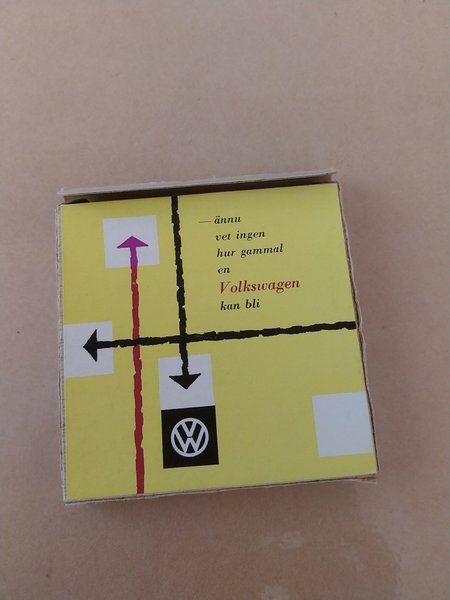 —ännu
vet ingen
hur gammal
en
Volkswagen
kan bli
VW